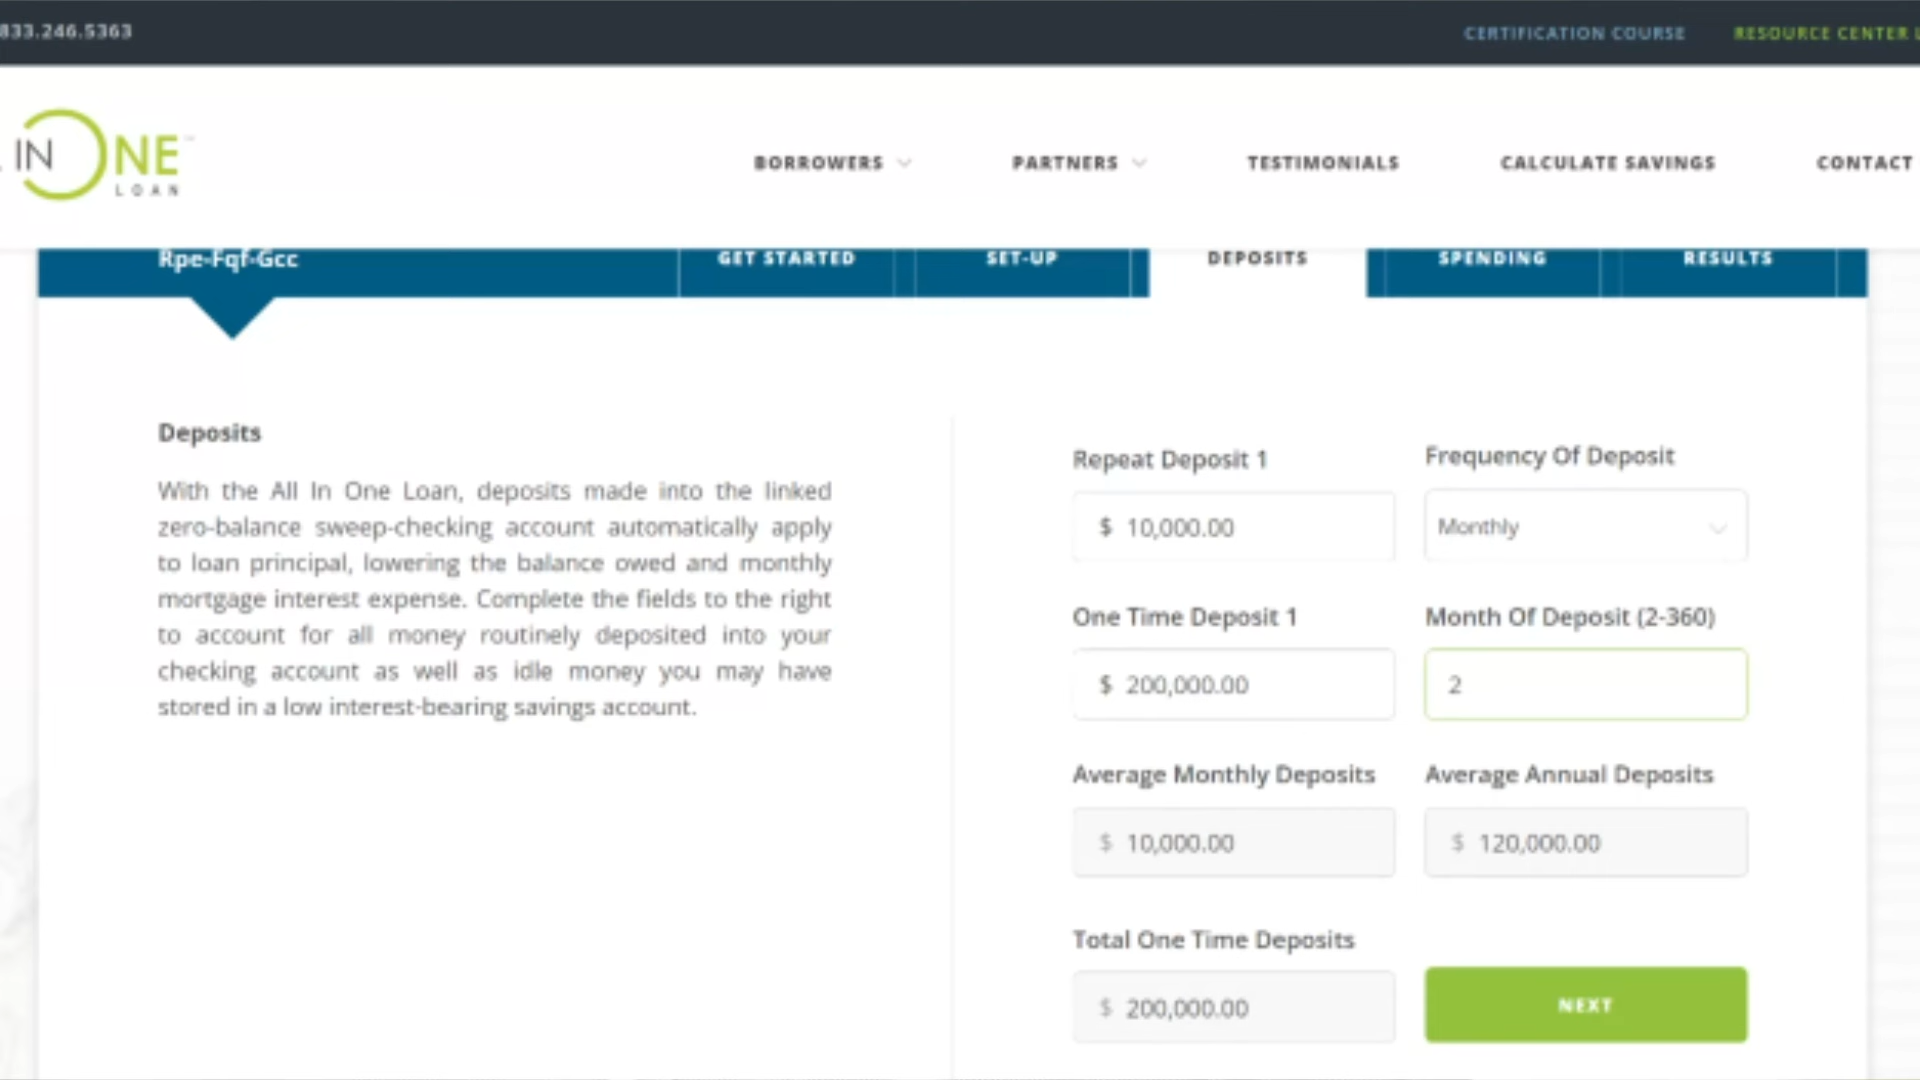 833.246.5363
CERTIFICATION COURSE
RESOURCE CENTER
IN ONE
LOAN
BORROWERS
PARTNERS
TESTIMONIALS
CALCULATE SAVINGS
CONTACT
Rpe-Fqf-Gcc
GET STARTED
SET-UP
DEPOSITS
SPENDING
RESULTS
Deposits
With the All In One Loan, deposits made into the linked
zero-balance sweep-checking account automatically apply
to loan principal, lowering the balance owed and monthly
mortgage interest expense. Complete the fields to the right
to account for all money routinely deposited into your
checking account as well as idle money you may have
stored in a low interest-bearing savings account.
Repeat Deposit 1
Frequency Of Deposit
$ 10,000.00
Monthly
One Time Deposit 1
Month Of Deposit (2-360)
$ 200,000.00
2
Average Monthly Deposits
Average Annual Deposits
$ 10,000.00
$ 120,000.00
Total One Time Deposits
$ 200,000.00
NEXT